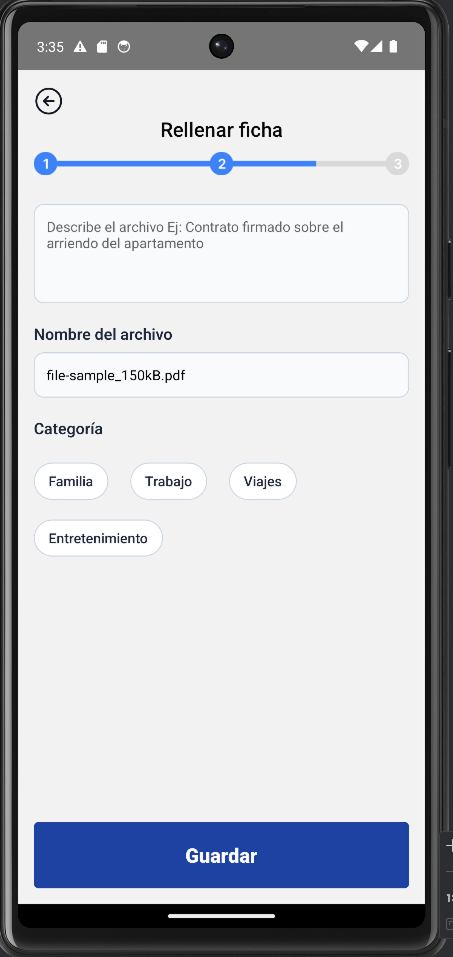 3:35
Rellenar ficha
1 2 3
Describe el archivo Ej: Contrato firmado sobre el
arriendo del apartamento
Nombre del archivo
file-sample_150kB.pdf
Categoría
Familia Trabajo Viajes
Entretenimiento
Guardar